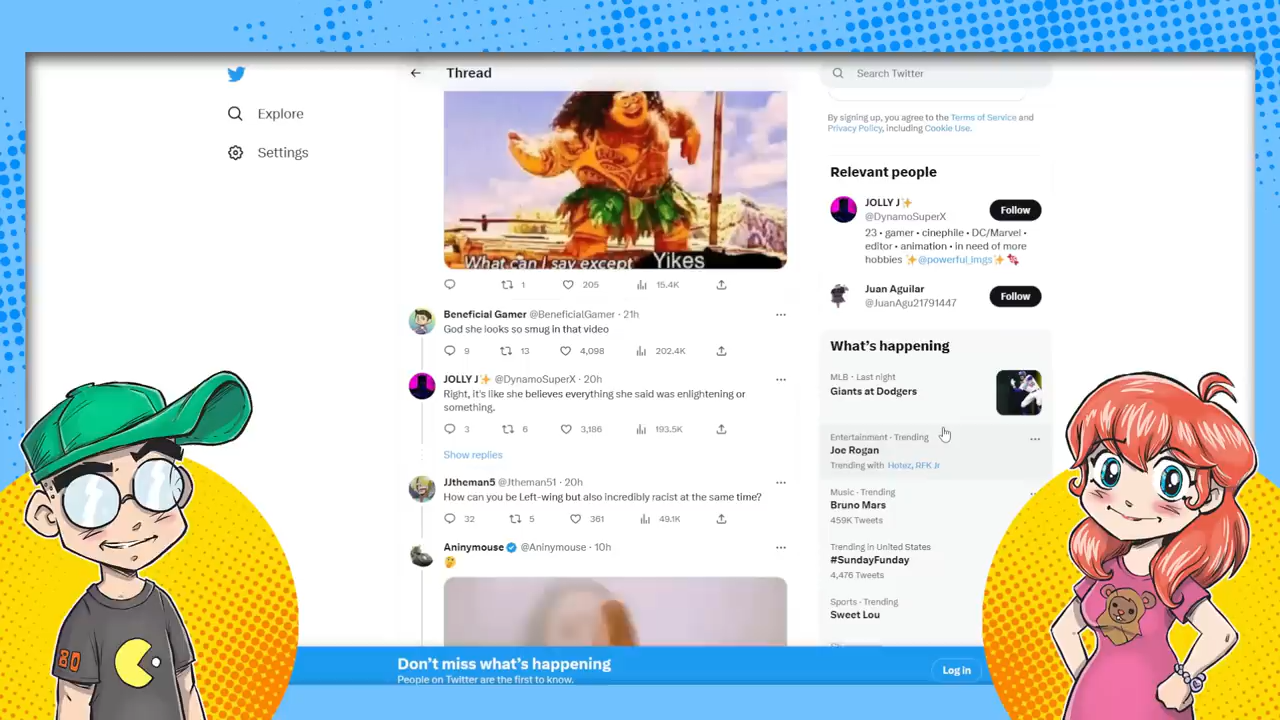 Explore
Settings
Thread
What can I say except Yikes
1 205 15.4K
Beneficial Gamer @BeneficialGamer · 21h
God she looks so smug in that video
9 13 4,098 202.4K
JOLLY J✨ @DynamoSuperX · 20h
Right, it's like she believes everything she said was enlightening or
something.
3 6 3,186 193.5K
Show replies
JJtheman5 @Jtheman51 · 20h
How can you be Left-wing but also incredibly racist at the same time?
32 5 361 49.1K
Aninymouse @Aninymouse · 10h
🤔
Search Twitter
By signing up, you agree to the Terms of Service and
Privacy Policy, including Cookie Use.
Relevant people
JOLLY J✨
@DynamoSuperX
Follow
23 • gamer • cinephile • DC/Marvel •
editor • animation • in need of more
hobbies ✨@powerful_imgs✨
Juan Aguilar
@JuanAgu21791447
Follow
What's happening
MLB · Last night
Giants at Dodgers
Entertainment · Trending
Joe Rogan
Trending with Hotez, RFK Jr
Music · Trending
Bruno Mars
459K Tweets
Trending in United States
#SundayFunday
4,476 Tweets
Sports · Trending
Sweet Lou
Don't miss what's happening
People on Twitter are the first to know.
Log in
80